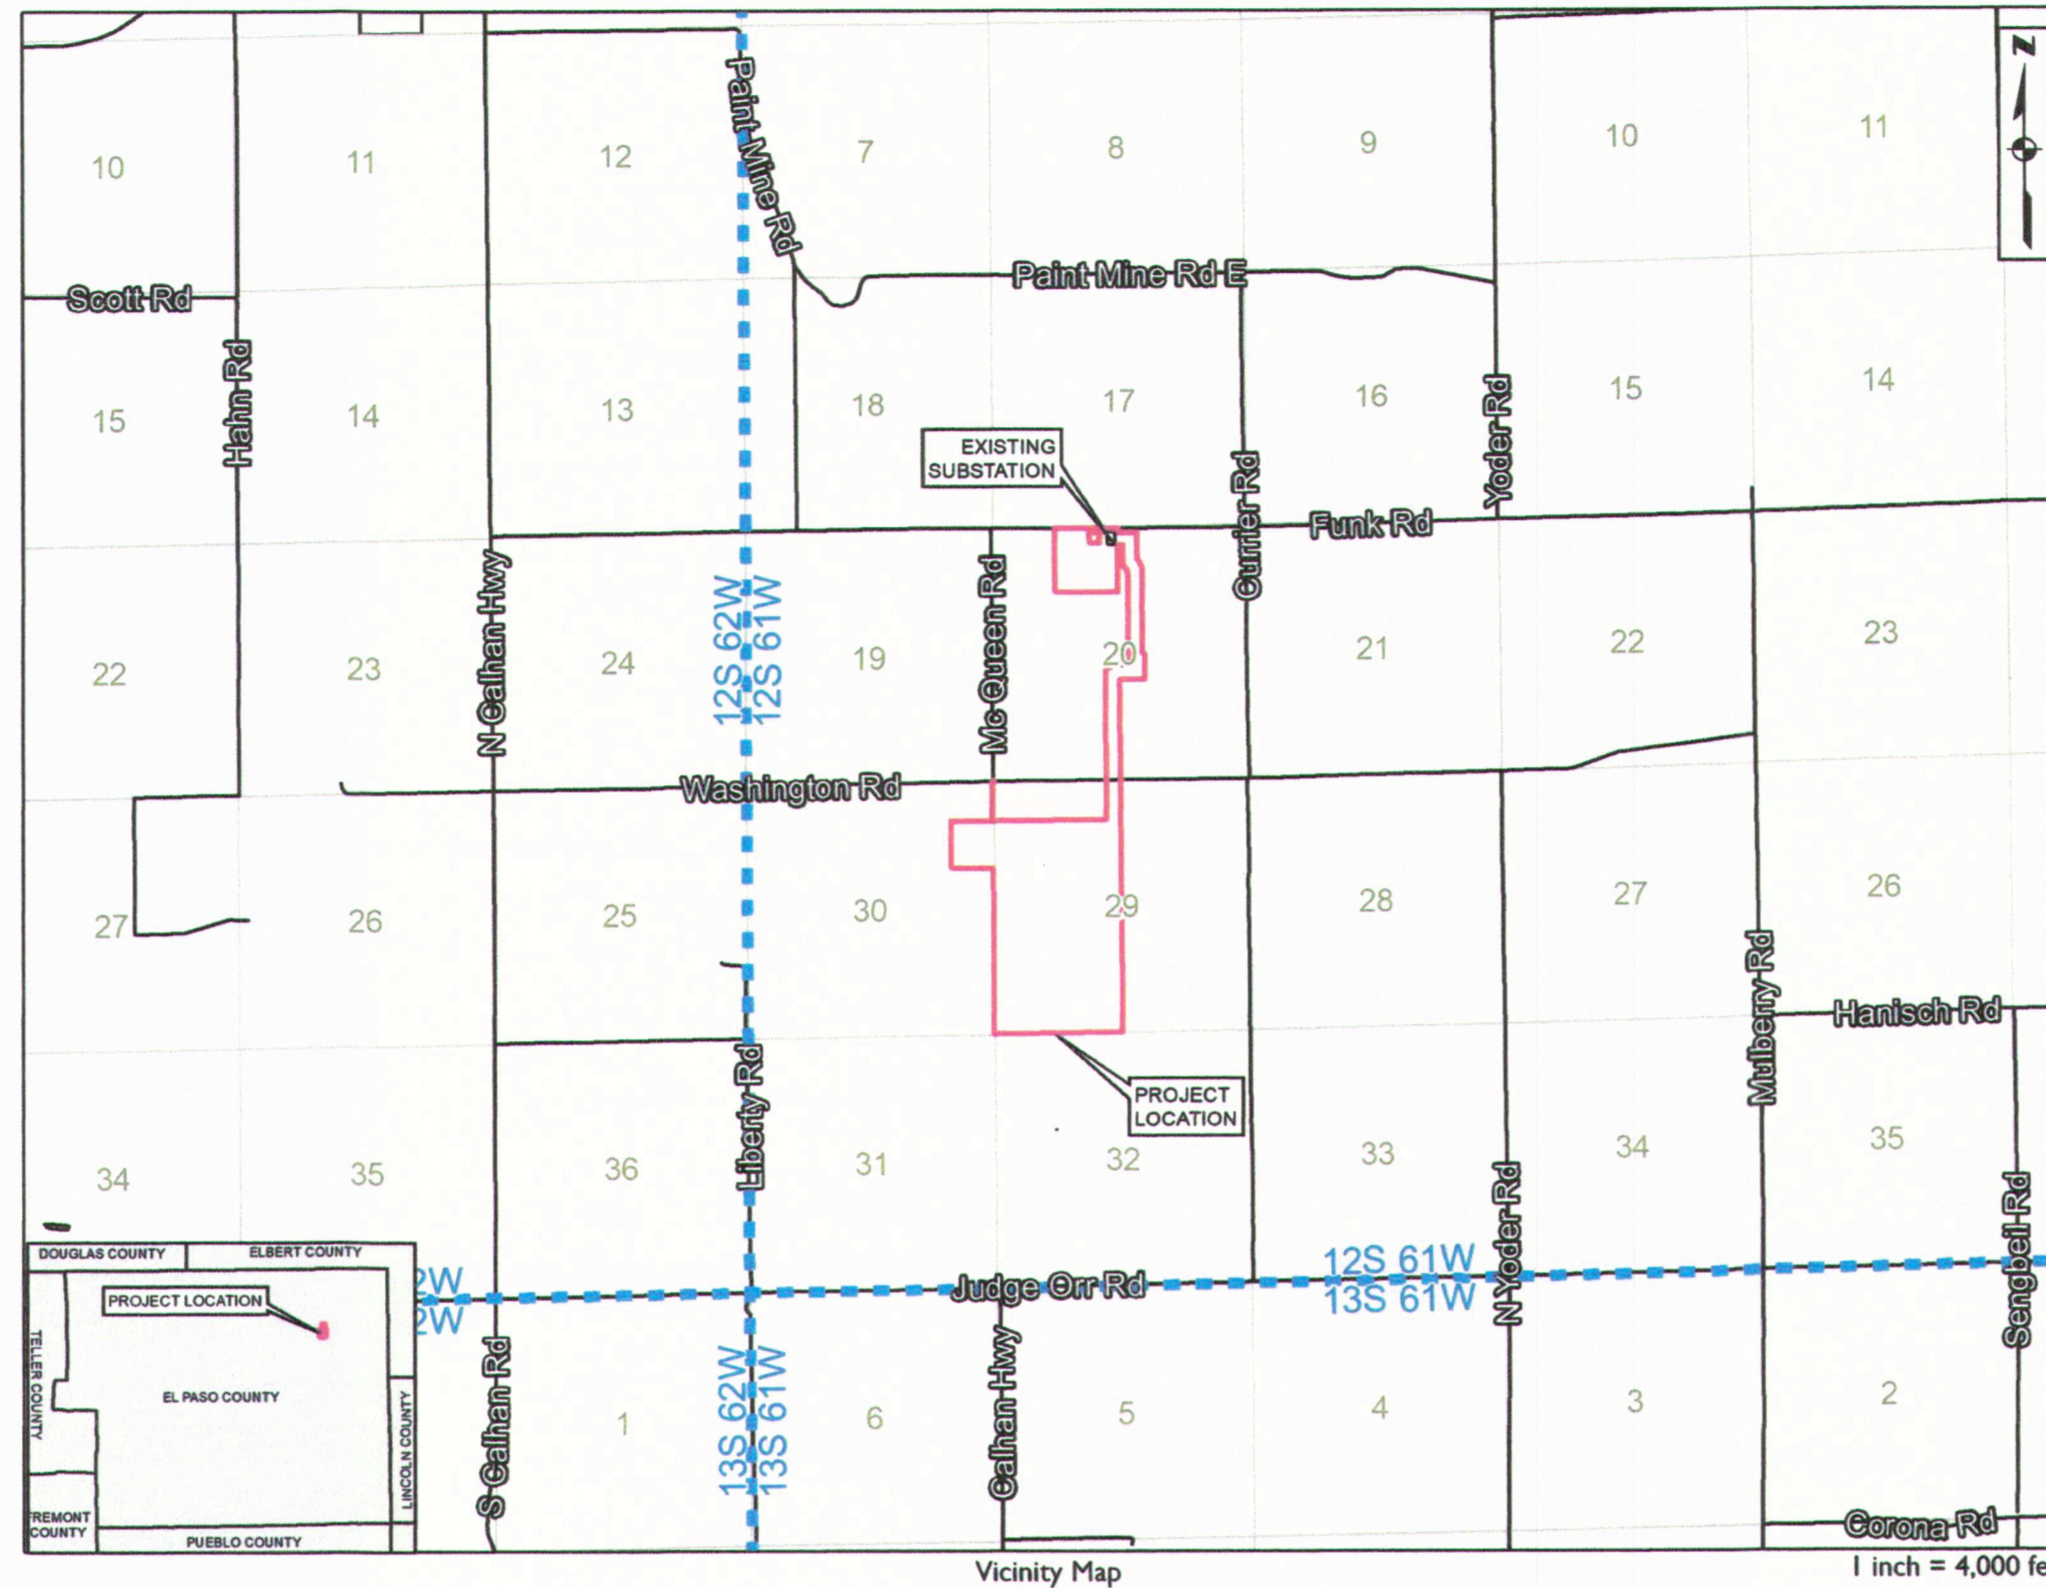 N
10
11
12
7
8
9
10
11
Paint Mine Rd
Paint Mine Rd E
Scott Rd
Hahn Rd
15
14
13
18
17
16
Yoder Rd
15
14
EXISTING
SUBSTATION
Currier Rd
Funk Rd
N Calhan Hwy
12S 62W
12S 61W
Mc Queen Rd
22
23
24
19
20
21
22
23
Washington Rd
27
26
25
30
29
28
27
26
Mulberry Rd
Hanisch Rd
Liberty Rd
PROJECT
LOCATION
34
35
36
31
32
33
34
35
N Yoder Rd
Sengbeil Rd
12S 61W
13S 61W
Judge Orr Rd
2W
2W
DOUGLAS COUNTY
ELBERT COUNTY
PROJECT LOCATION
TELLER COUNTY
EL PASO COUNTY
LINCOLN COUNTY
FREMONT
COUNTY
PUEBLO COUNTY
S Calhan Rd
13S 62W
13S 61W
Calhan Hwy
1
6
5
4
3
2
Corona Rd
Vicinity Map
1 inch = 4,000 fe